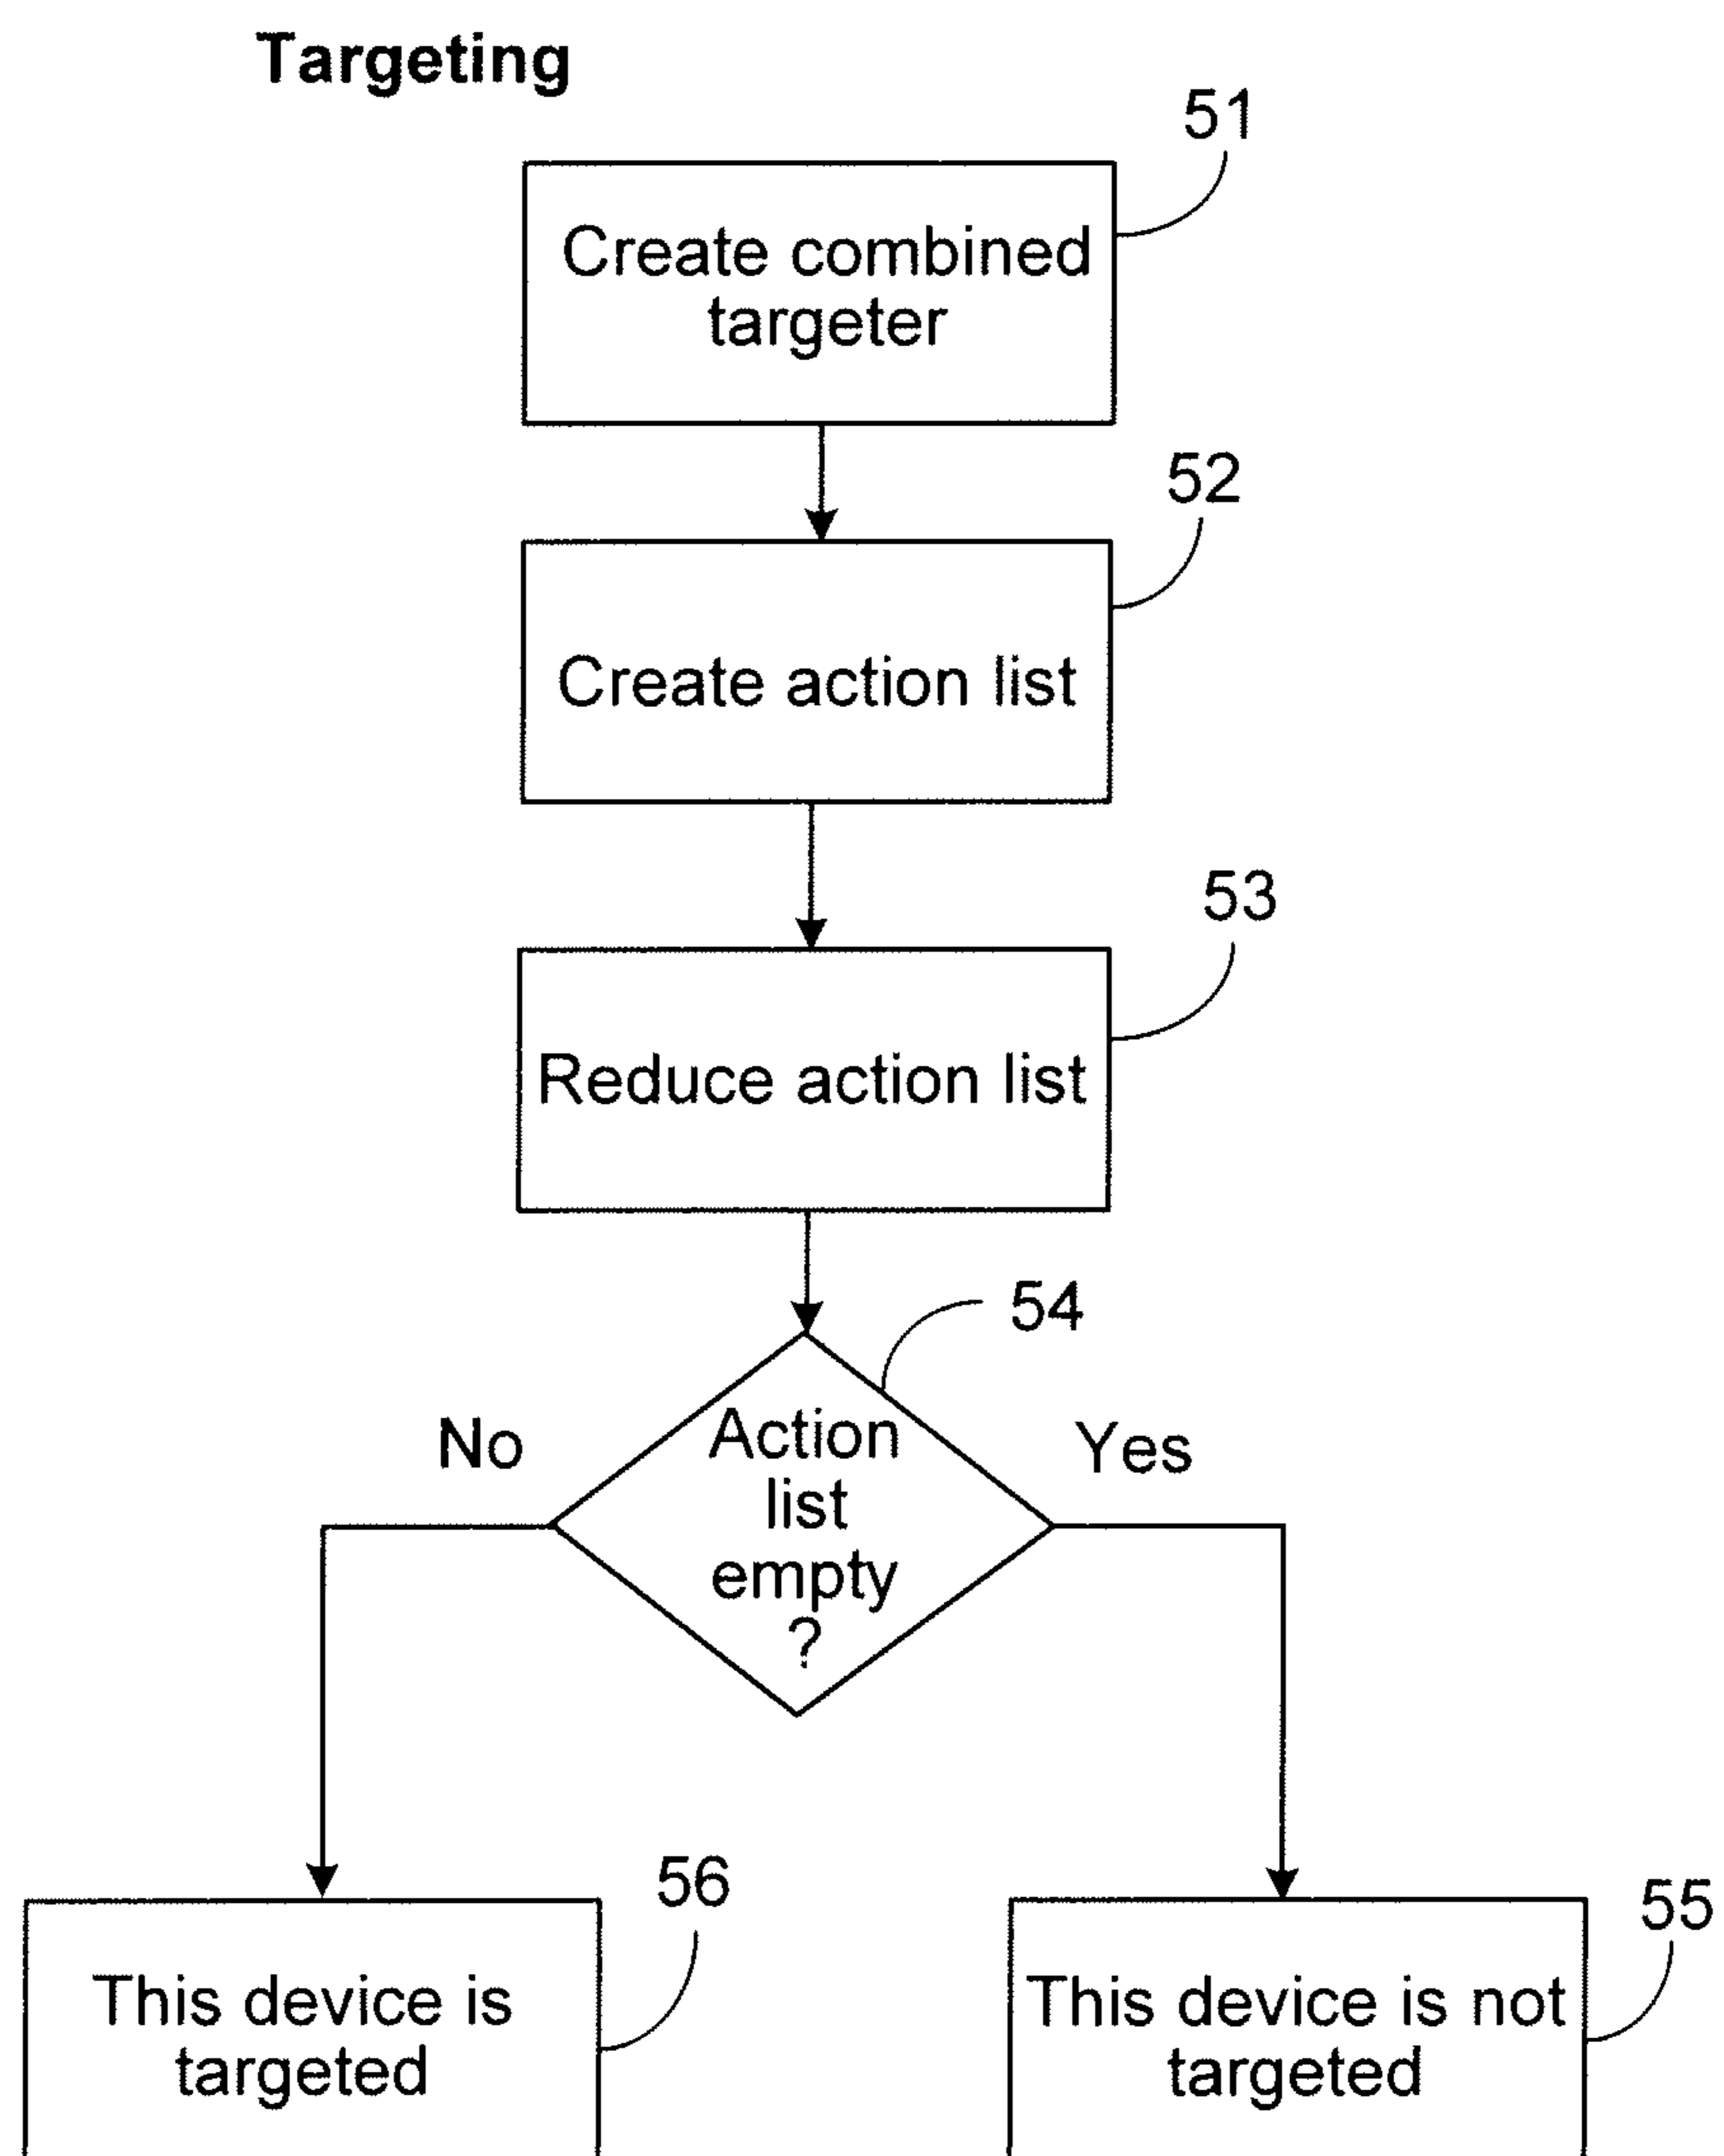 Targeting
51
Create combined
targeter
52
Create action list
53
Reduce action list
54
Action
list
empty
?
No
Yes
56
This device is
targeted
55
This device is not
targeted